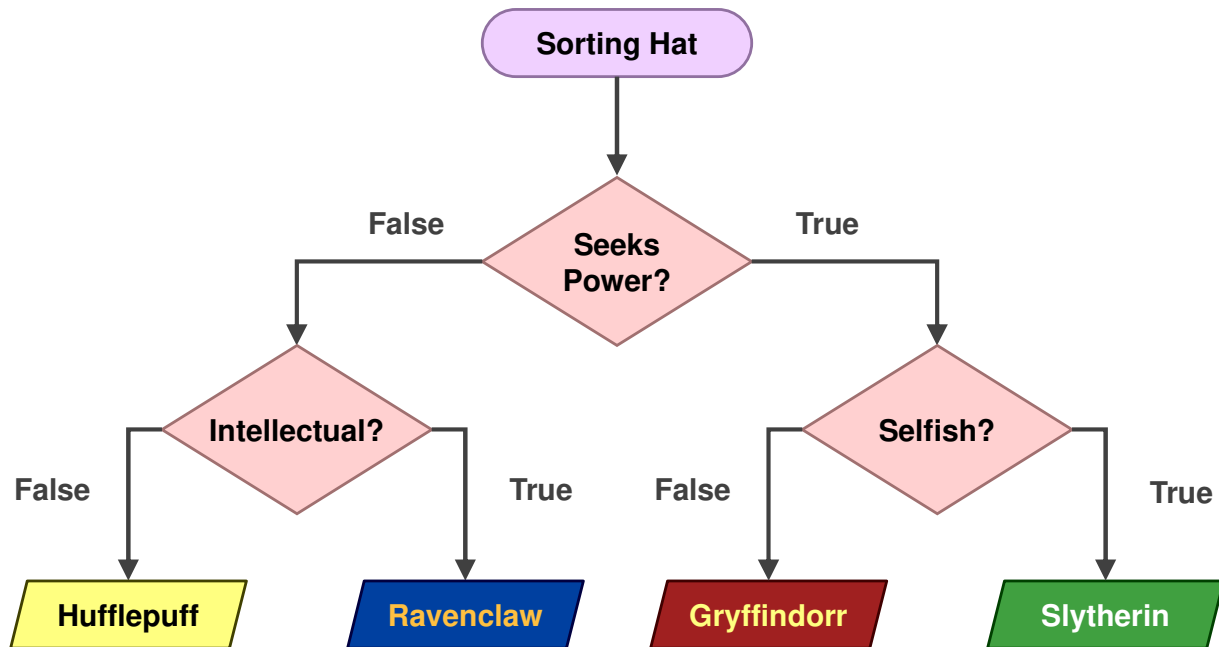 Sorting Hat
False
True
Seeks
Power?
Intellectual?
Selfish?
False
True
False
True
Hufflepuff
Ravenclaw
Gryffindorr
Slytherin